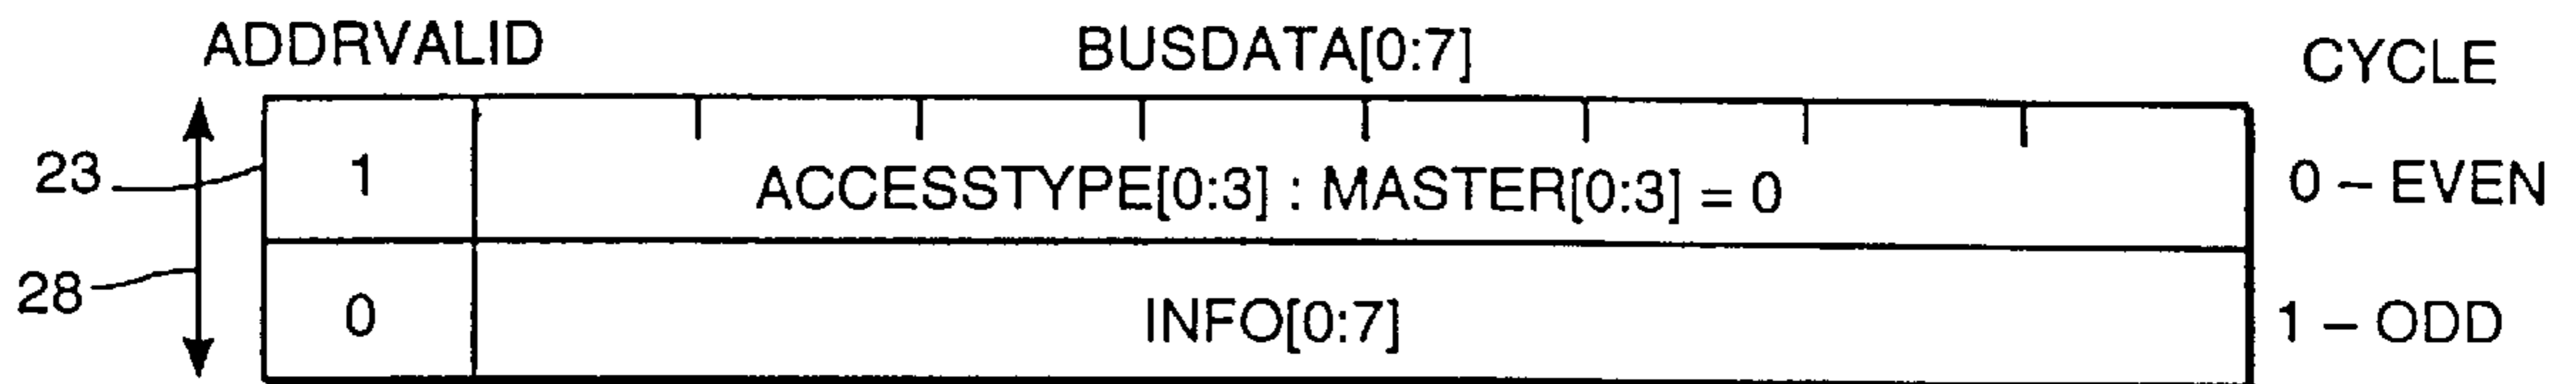 ADDRVALID BUSDATA[0:7] CYCLE
23 1 ACCESSTYPE[0:3] : MASTER[0:3] = 0 0 – EVEN
28 0 INFO[0:7] 1 – ODD